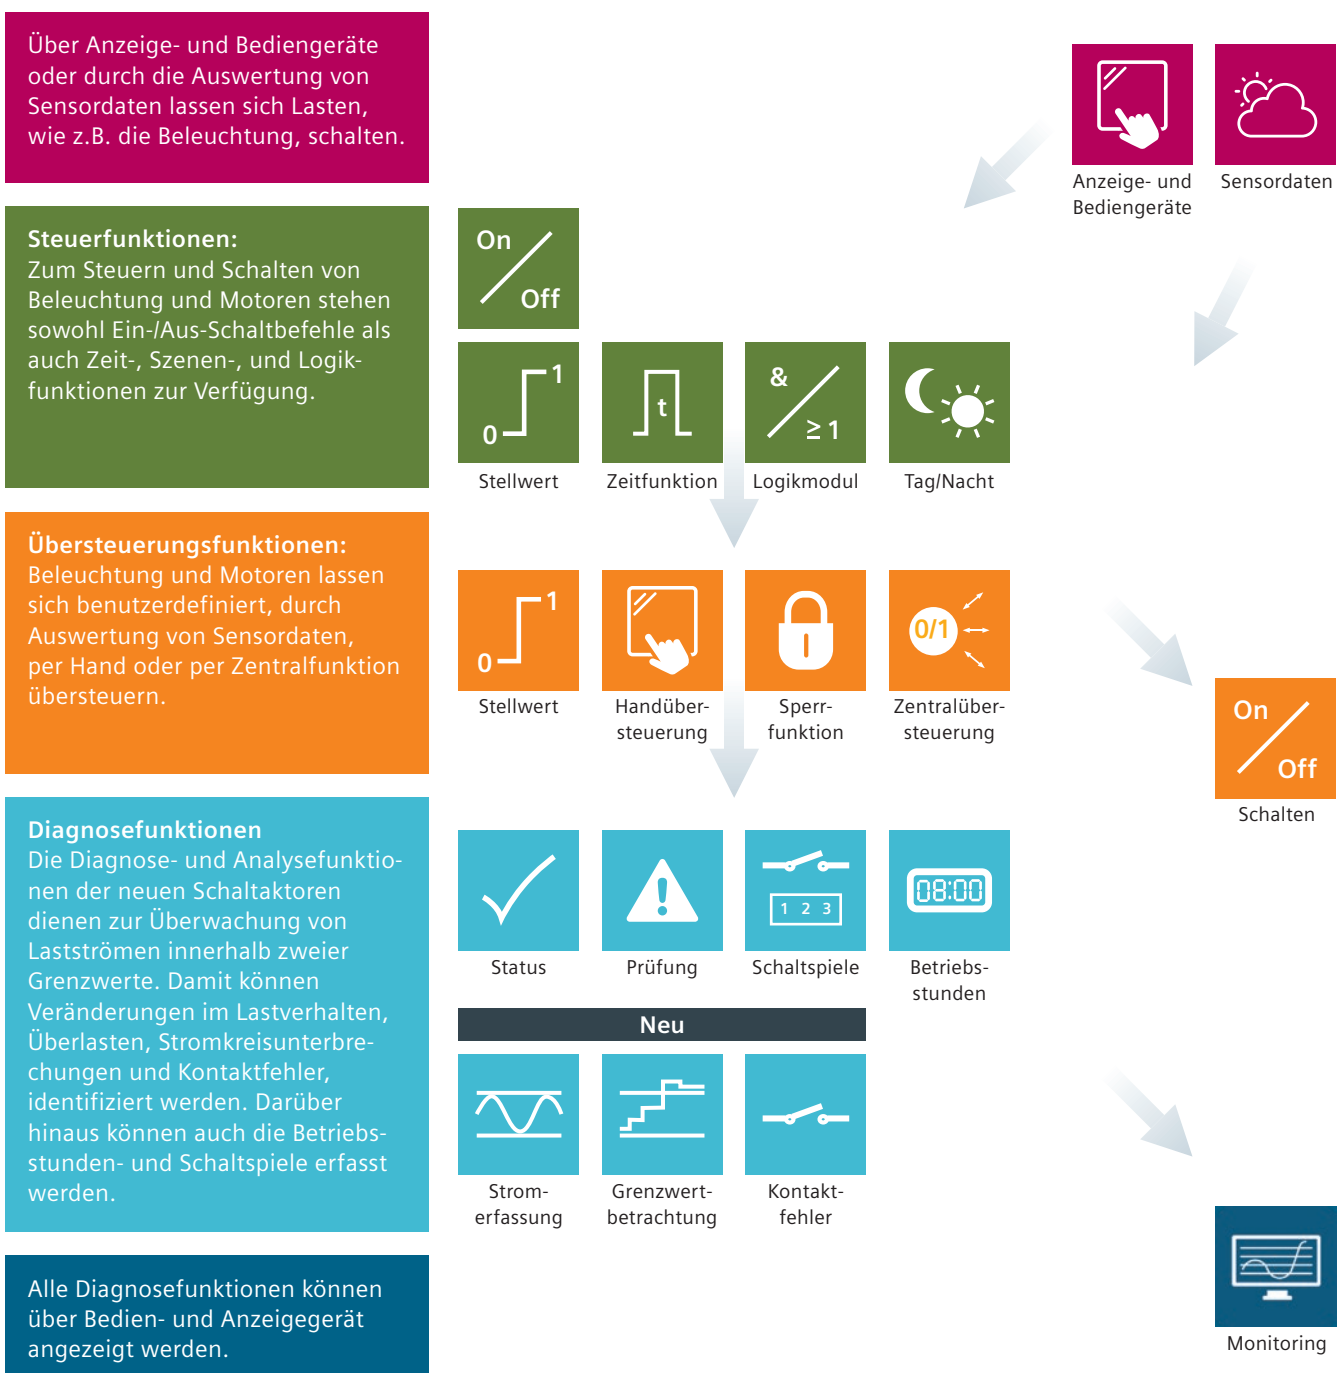 Über Anzeige- und Bediengeräte
oder durch die Auswertung von
Sensordaten lassen sich Lasten,
wie z.B. die Beleuchtung, schalten.
Anzeige- und
Bediengeräte
Sensordaten
Steuerfunktionen:
Zum Steuern und Schalten von
Beleuchtung und Motoren stehen
sowohl Ein-/Aus-Schaltbefehle als
auch Zeit-, Szenen-, und Logik-
funktionen zur Verfügung.
On
Off
0
1
Stellwert
t
Zeitfunktion
&
≥ 1
Logikmodul
Tag/Nacht
Übersteuerungsfunktionen:
Beleuchtung und Motoren lassen
sich benutzerdefiniert, durch
Auswertung von Sensordaten,
per Hand oder per Zentralfunktion
übersteuern.
0
1
Stellwert
Handüber-
steuerung
Sperr-
funktion
0/1
Zentralüber-
steuerung
On
Off
Schalten
Diagnosefunktionen
Die Diagnose- und Analysefunktio-
nen der neuen Schaltaktoren
dienen zur Überwachung von
Lastströmen innerhalb zweier
Grenzwerte. Damit können
Veränderungen im Lastverhalten,
Überlasten, Stromkreisunterbre-
chungen und Kontaktfehler,
identifiziert werden. Darüber
hinaus können auch die Betriebs-
stunden- und Schaltspiele erfasst
werden.
Status
Prüfung
1 2 3
Schaltspiele
08:00
Betriebs-
stunden
Neu
Strom-
erfassung
Grenzwert-
betrachtung
Kontakt-
fehler
Alle Diagnosefunktionen können
über Bedien- und Anzeigegerät
angezeigt werden.
Monitoring